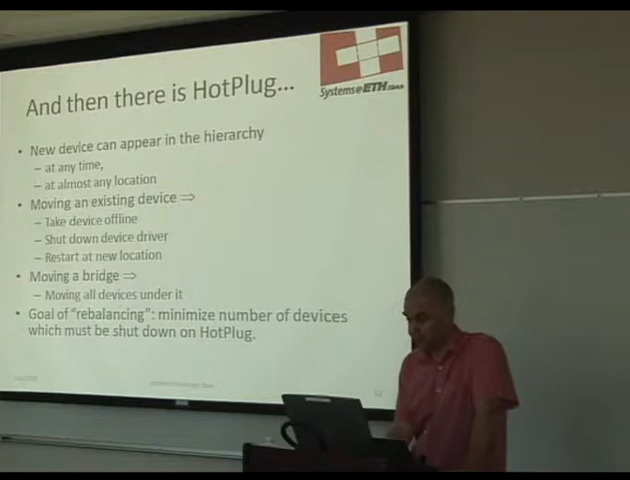 And then there is HotPlug...
Systems@ETH
• New device can appear in the hierarchy
– at any time,
– at almost any location
• Moving an existing device ⇒
– Take device offline
– Shut down device driver
– Restart at new location
• Moving a bridge ⇒
– Moving all devices under it
• Goal of "rebalancing": minimize number of devices
which must be shut down on HotPlug.